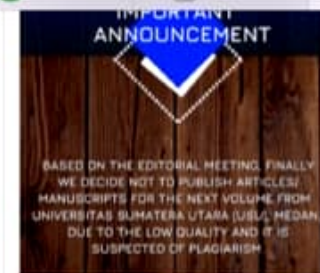 IMPORTANT
ANNOUNCEMENT
BASED ON THE EDITORIAL MEETING, FINALLY
WE DECIDE NOT TO PUBLISH ARTICLES/
MANUSCRIPTS FOR THE NEXT VOLUME FROM
UNIVERSITAS SUMATERA UTARA (USU), MEDAN,
DUE TO THE LOW QUALITY AND IT IS
SUSPECTED OF PLAGIARISM